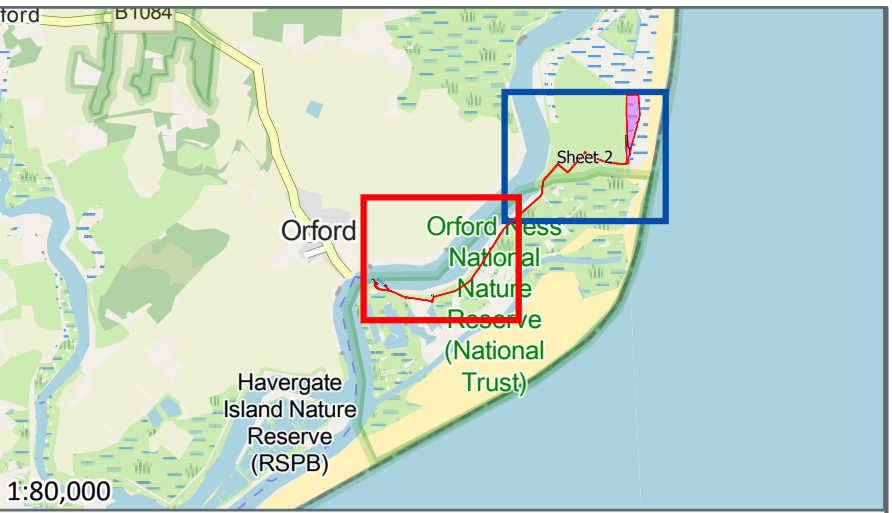 ford
B1084
Sheet 2
Orford
Orford Ness
National
Nature
Reserve
(National
Trust)
Havergate
Island Nature
Reserve
(RSPB)
1:80,000